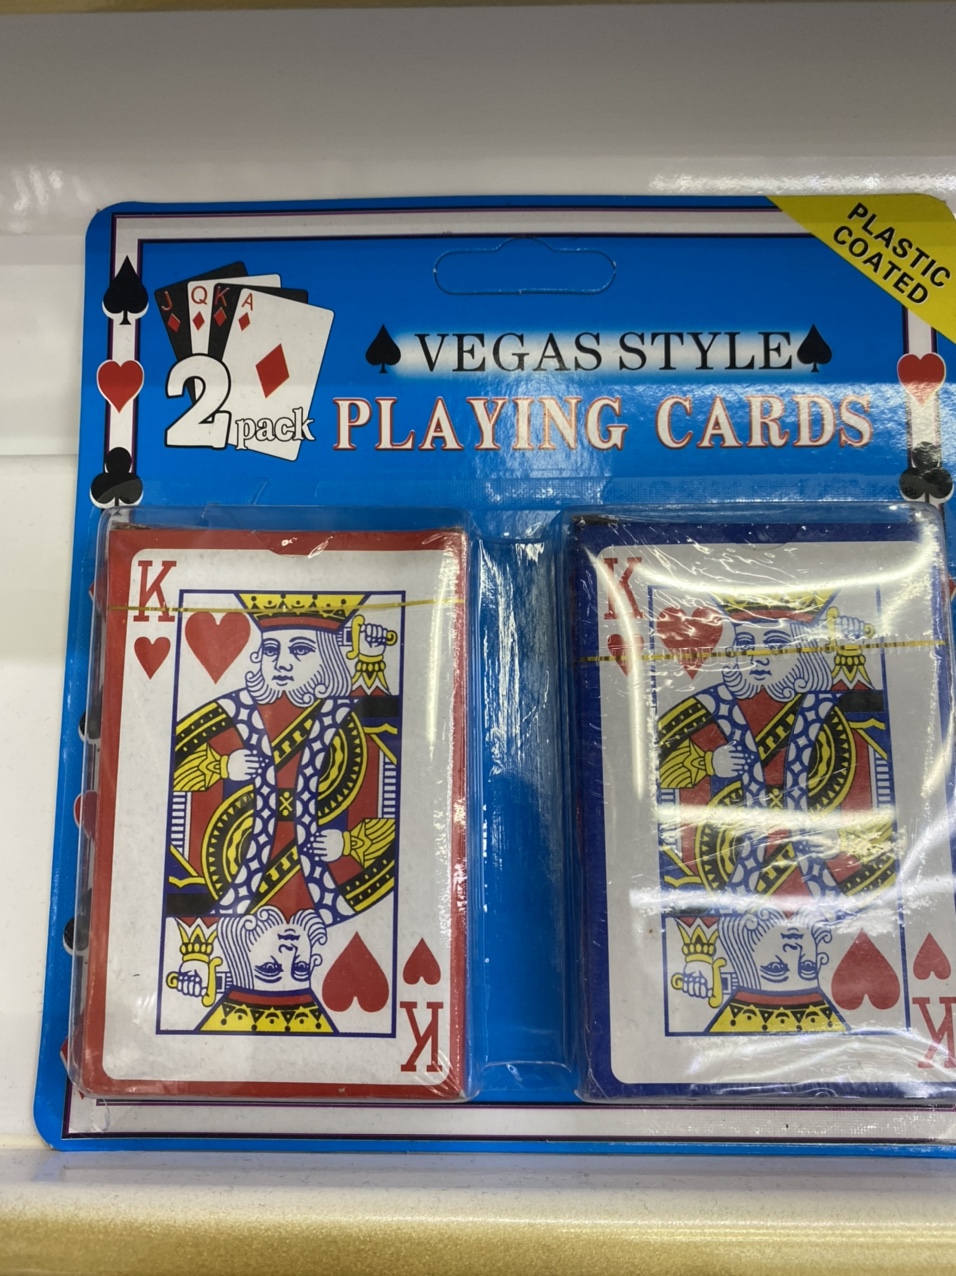 PLASTIC
COATED
J Q K A
VEGAS STYLE
2 pack
PLAYING CARDS
K
K
K
K